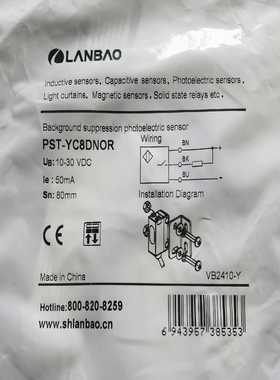 LANBAO
Inductive sensors, Capacitive sensors, Photoelectric sensors,
Light curtains, Magnetic sensors, Solid state relays etc.
Background suppression photoelectric sensor
PST-YC8DNOR
UB: 10-30 VDC
Ie : 50mA
Sn: 80mm
Wiring
BN
BK
BU
+
-
Installation Diagram
Made in China
VB2410-Y
Hotline:800-820-8259
www.shlanbao.cn
6 943957 385353